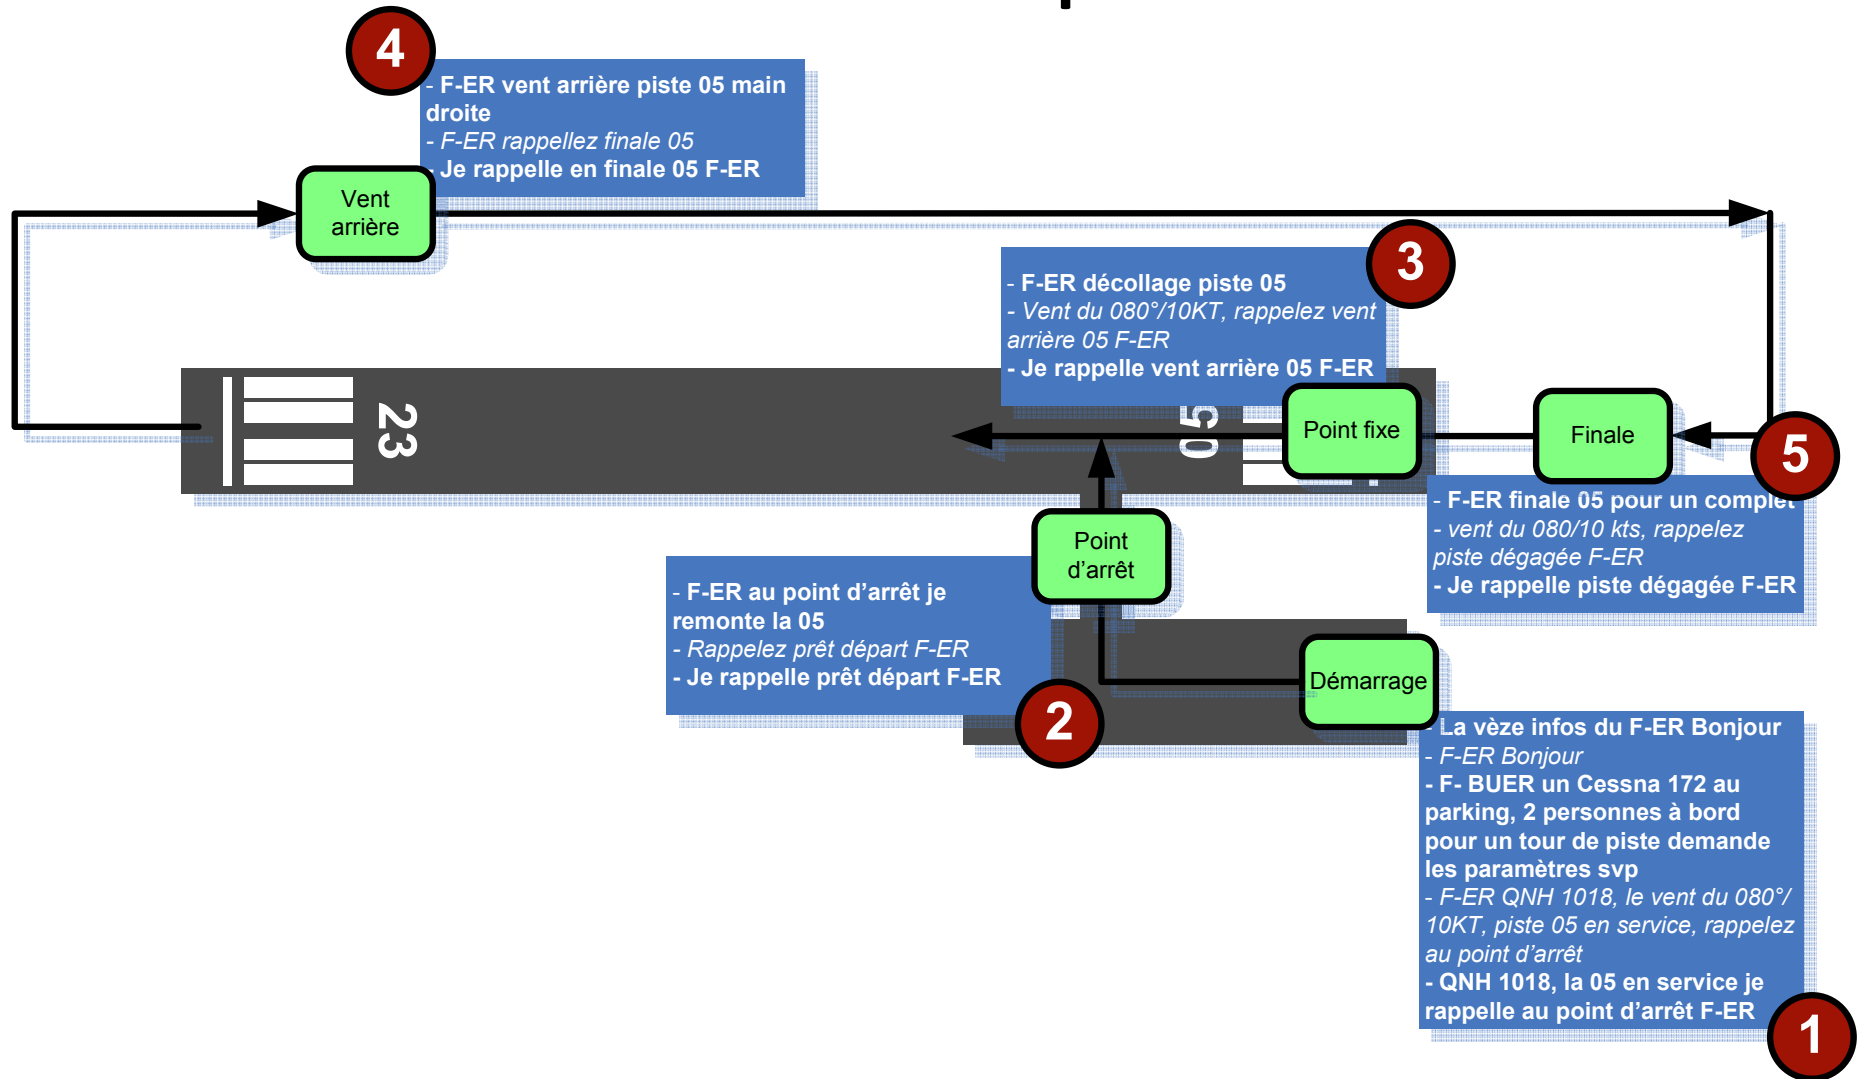 4
- F-ER vent arrière piste 05 main
droite
- F-ER rappellez finale 05
- Je rappelle en finale 05 F-ER
Vent
arrière
3
- F-ER décollage piste 05
- Vent du 080°/10KT, rappelez vent
arrière 05 F-ER
- Je rappelle vent arrière 05 F-ER
23
05
Point fixe
Finale
5
- F-ER finale 05 pour un complet
- vent du 080/10 kts, rappelez
piste dégagée F-ER
- Je rappelle piste dégagée F-ER
Point
d’arrêt
- F-ER au point d’arrêt je
remonte la 05
- Rappelez prêt départ F-ER
- Je rappelle prêt départ F-ER
2
Démarrage
- La vèze infos du F-ER Bonjour
- F-ER Bonjour
- F- BUER un Cessna 172 au
parking, 2 personnes à bord
pour un tour de piste demande
les paramètres svp
- F-ER QNH 1018, le vent du 080°/
10KT, piste 05 en service, rappelez
au point d’arrêt
- QNH 1018, la 05 en service je
rappelle au point d’arrêt F-ER
1